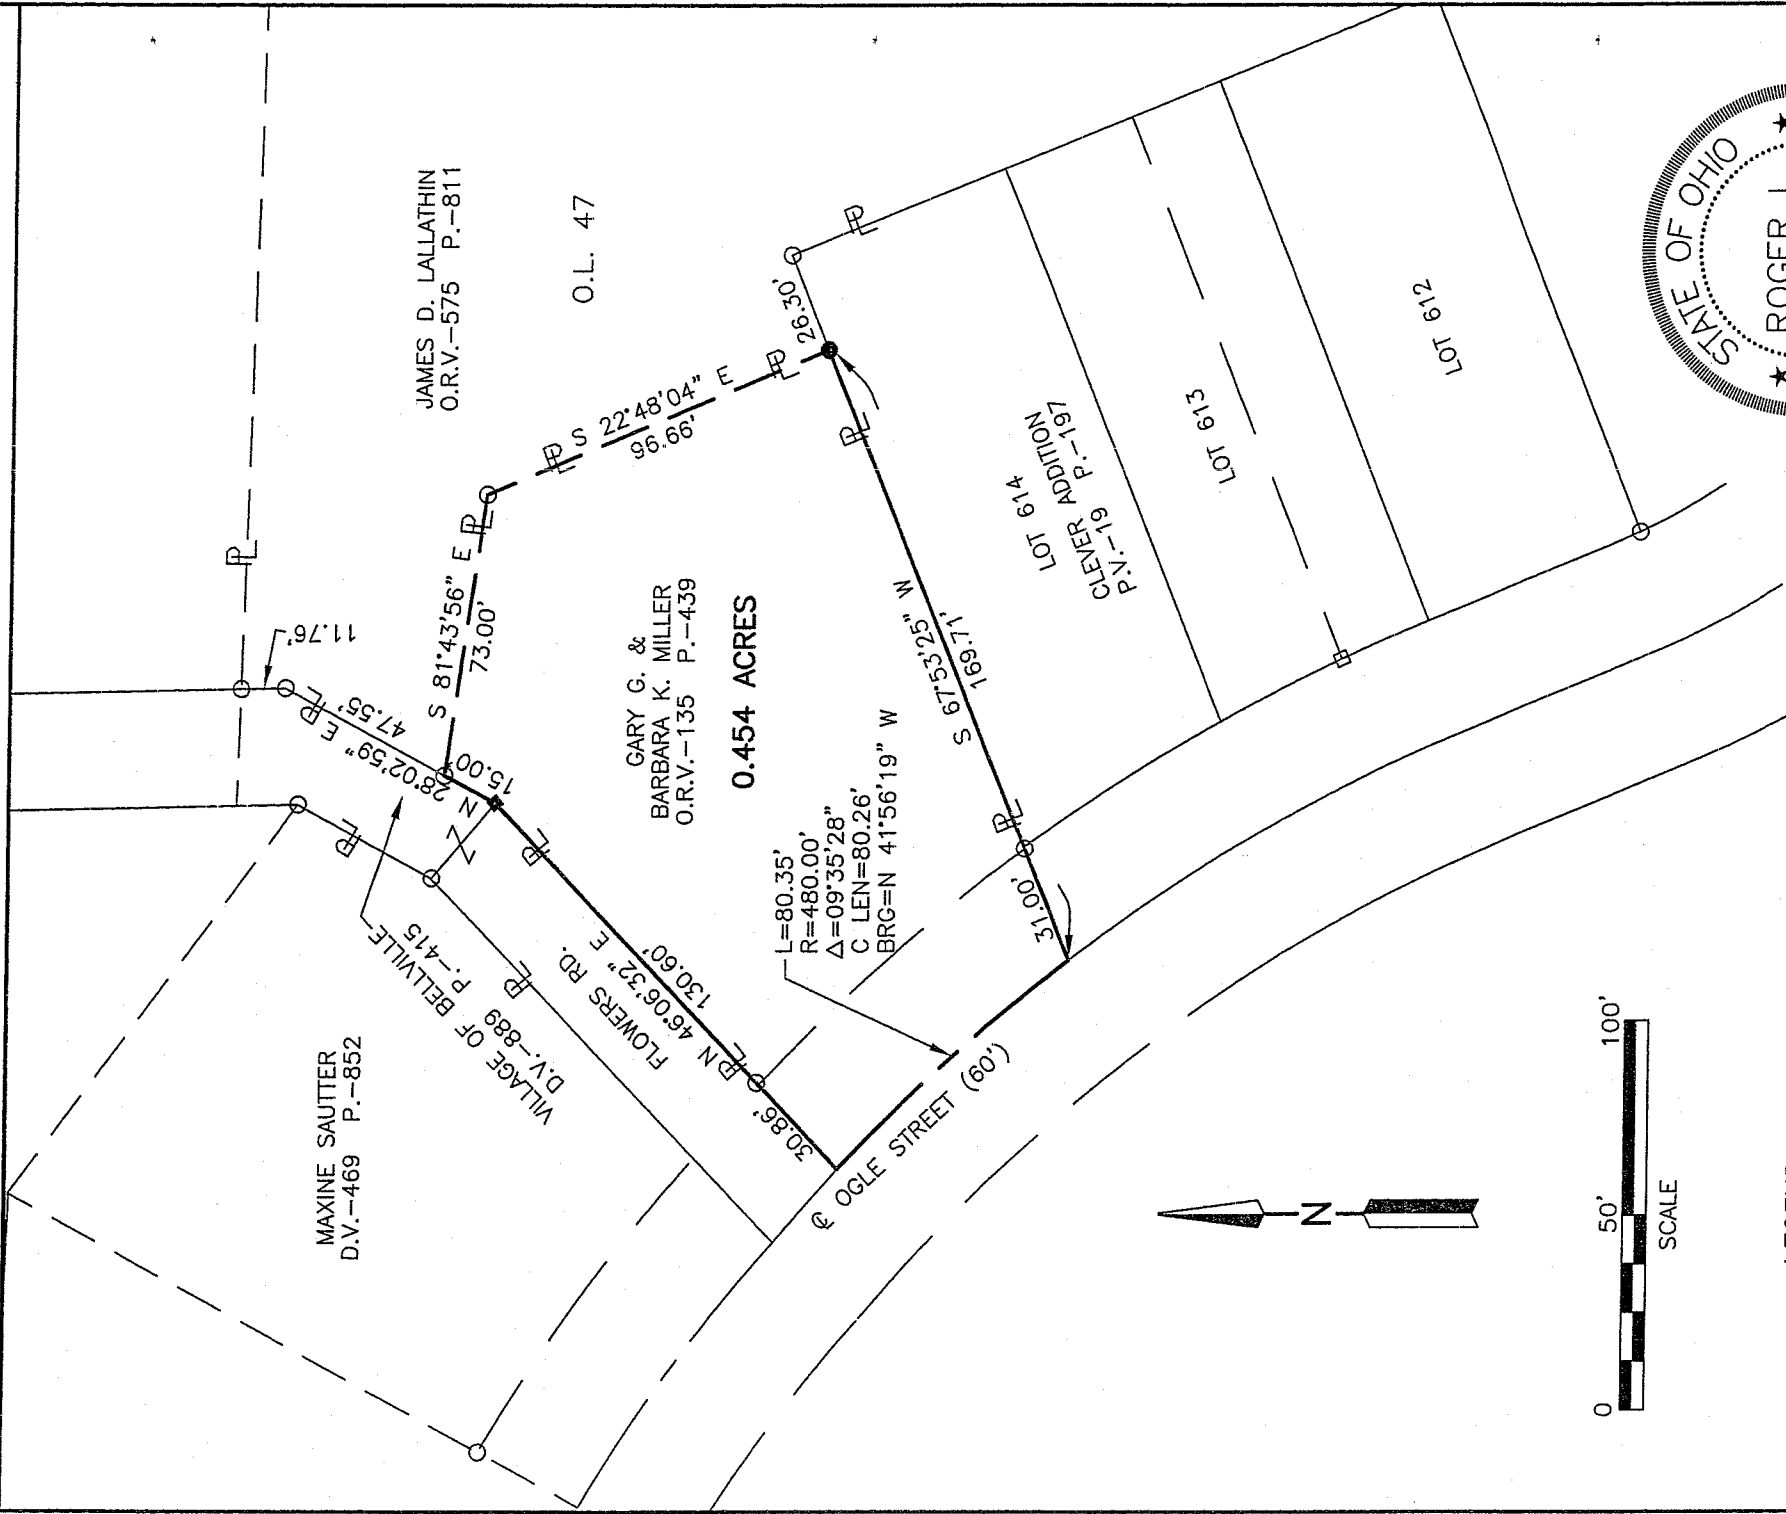 JAMES D. LALLATHIN
O.R.V.-575 P.-811
O.L. 47
11.76'
N 28°02'59" E
47.55'
15.00'
S 81°43'56" E
73.00'
S 22°48'04" E
96.66'
26.30'
GARY G. &
BARBARA K. MILLER
O.R.V.-135 P.-439
0.454 ACRES
S 67°53'25" W
169.71'
31.00'
L=80.35'
R=480.00'
Δ=09°35'28"
C LEN=80.26'
BRG=N 41°56'19" W
N 46°06'32" E
130.60'
30.86'
FLOWERS RD.
VILLAGE OF BELLVILLE
D.V.-889 P.-415
MAXINE SAUTTER
D.V.-469 P.-852
℄ OGLE STREET (60')
LOT 614
CLEVER ADDITION
P.V.-19 P.-197
LOT 613
LOT 612
STATE OF OHIO
ROGER L
N
0 50' 100'
SCALE